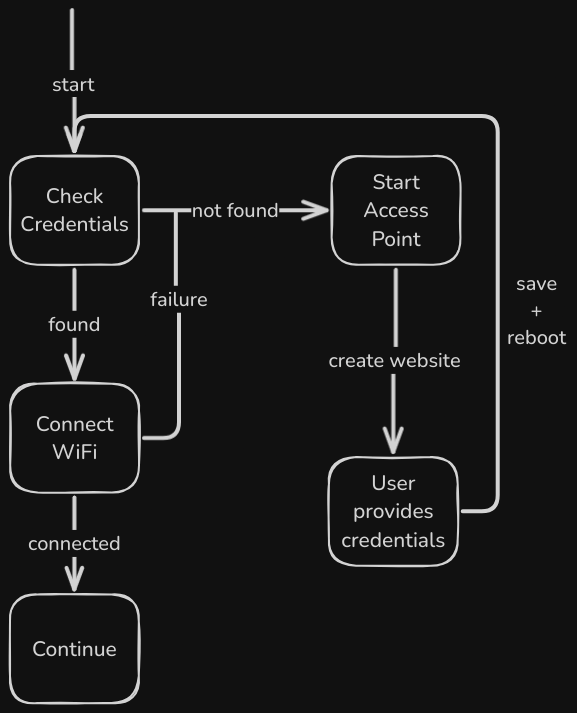 start
Check
Credentials
not found
Start
Access
Point
failure
save
+
reboot
found
create website
Connect
WiFi
User
provides
credentials
connected
Continue